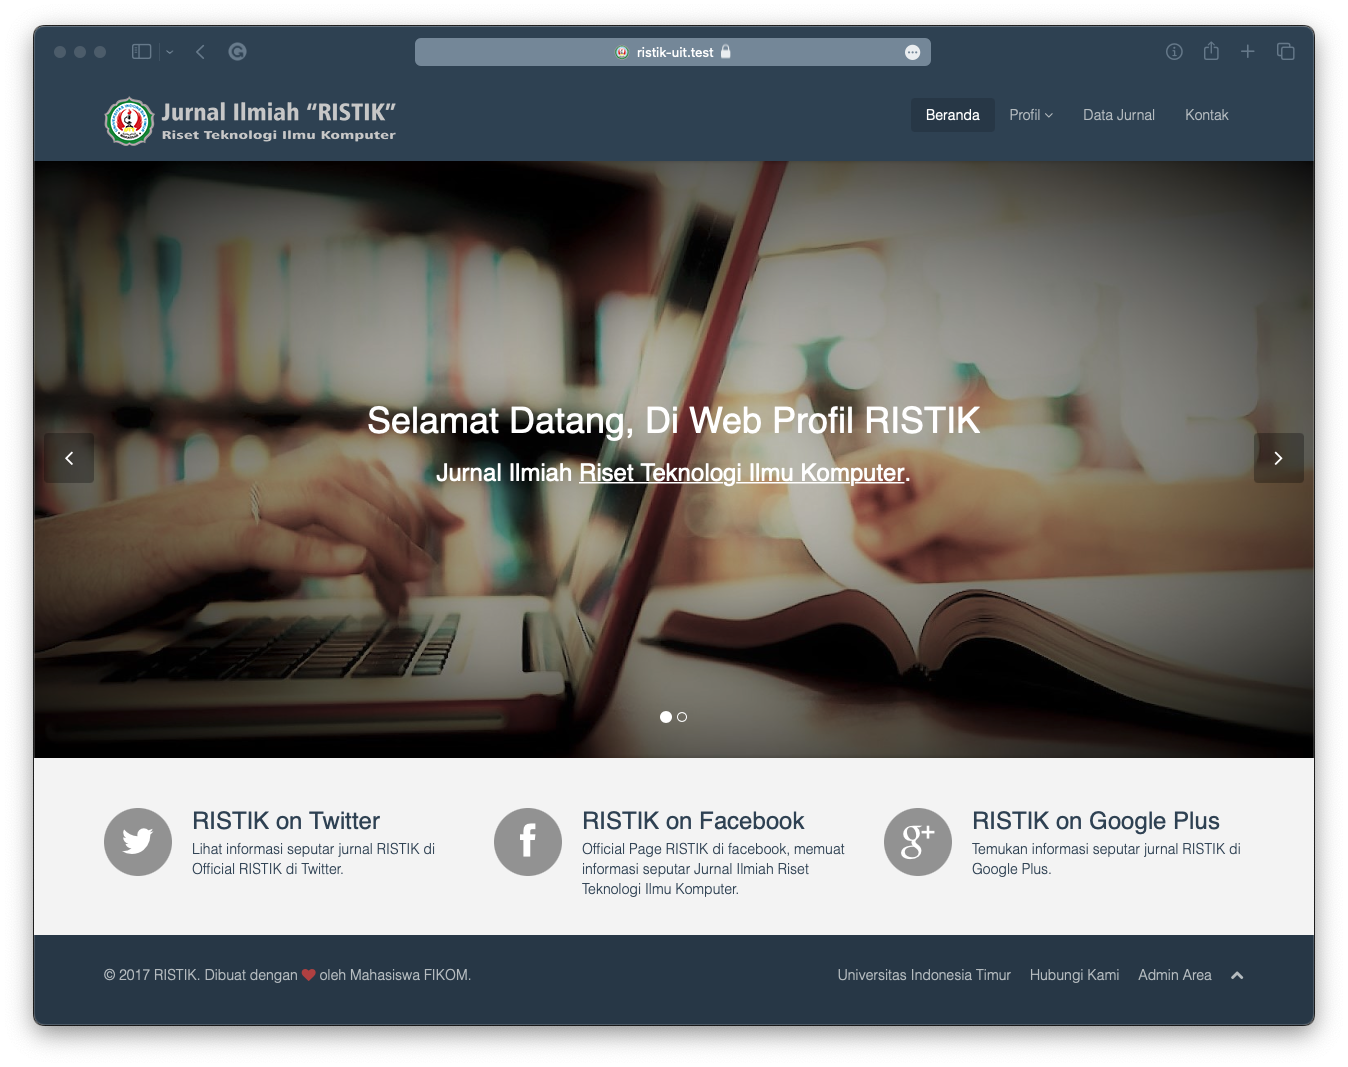 ristik-uit.test
Jurnal Ilmiah “RISTIK”
Riset Teknologi Ilmu Komputer
Beranda
Profil
Data Jurnal
Kontak
Selamat Datang, Di Web Profil RISTIK
Jurnal Ilmiah Riset Teknologi Ilmu Komputer.
RISTIK on Twitter
Lihat informasi seputar jurnal RISTIK di
Official RISTIK di Twitter.
RISTIK on Facebook
Official Page RISTIK di facebook, memuat
informasi seputar Jurnal Ilmiah Riset
Teknologi Ilmu Komputer.
RISTIK on Google Plus
Temukan informasi seputar jurnal RISTIK di
Google Plus.
© 2017 RISTIK. Dibuat dengan ❤ oleh Mahasiswa FIKOM.
Universitas Indonesia Timur
Hubungi Kami
Admin Area